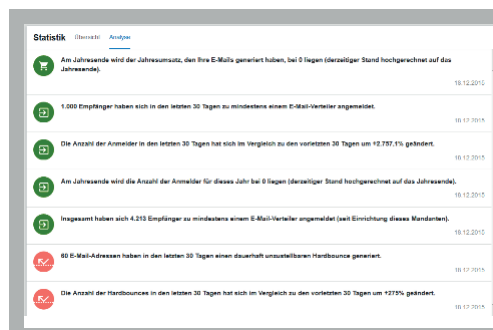 Statistik Übersicht Analyse
Am Jahresende wird der Jahresumsatz, den Ihre E-Mails generiert haben, bei 0 liegen (derzeitiger Stand hochgerechnet auf das
Jahresende).
18.12.2015
1.000 Empfänger haben sich in den letzten 30 Tagen zu mindestens einem E-Mail-Verteiler angemeldet.
18.12.2015
Die Anzahl der Anmelder in den letzten 30 Tagen hat sich im Vergleich zu den vorletzten 30 Tagen um +2.757,1% geändert.
18.12.2015
Am Jahresende wird die Anzahl der Anmelder für dieses Jahr bei 0 liegen (derzeitiger Stand hochgerechnet auf das Jahresende).
18.12.2015
Insgesamt haben sich 4.213 Empfänger zu mindestens einem E-Mail-Verteiler angemeldet (seit Einrichtung dieses Mandanten).
18.12.2015
60 E-Mail-Adressen haben in den letzten 30 Tagen einen dauerhaft unzustellbaren Hardbounce generiert.
18.12.2015
Die Anzahl der Hardbounces in den letzten 30 Tagen hat sich im Vergleich zu den vorletzten 30 Tagen um +275% geändert.
18.12.2015